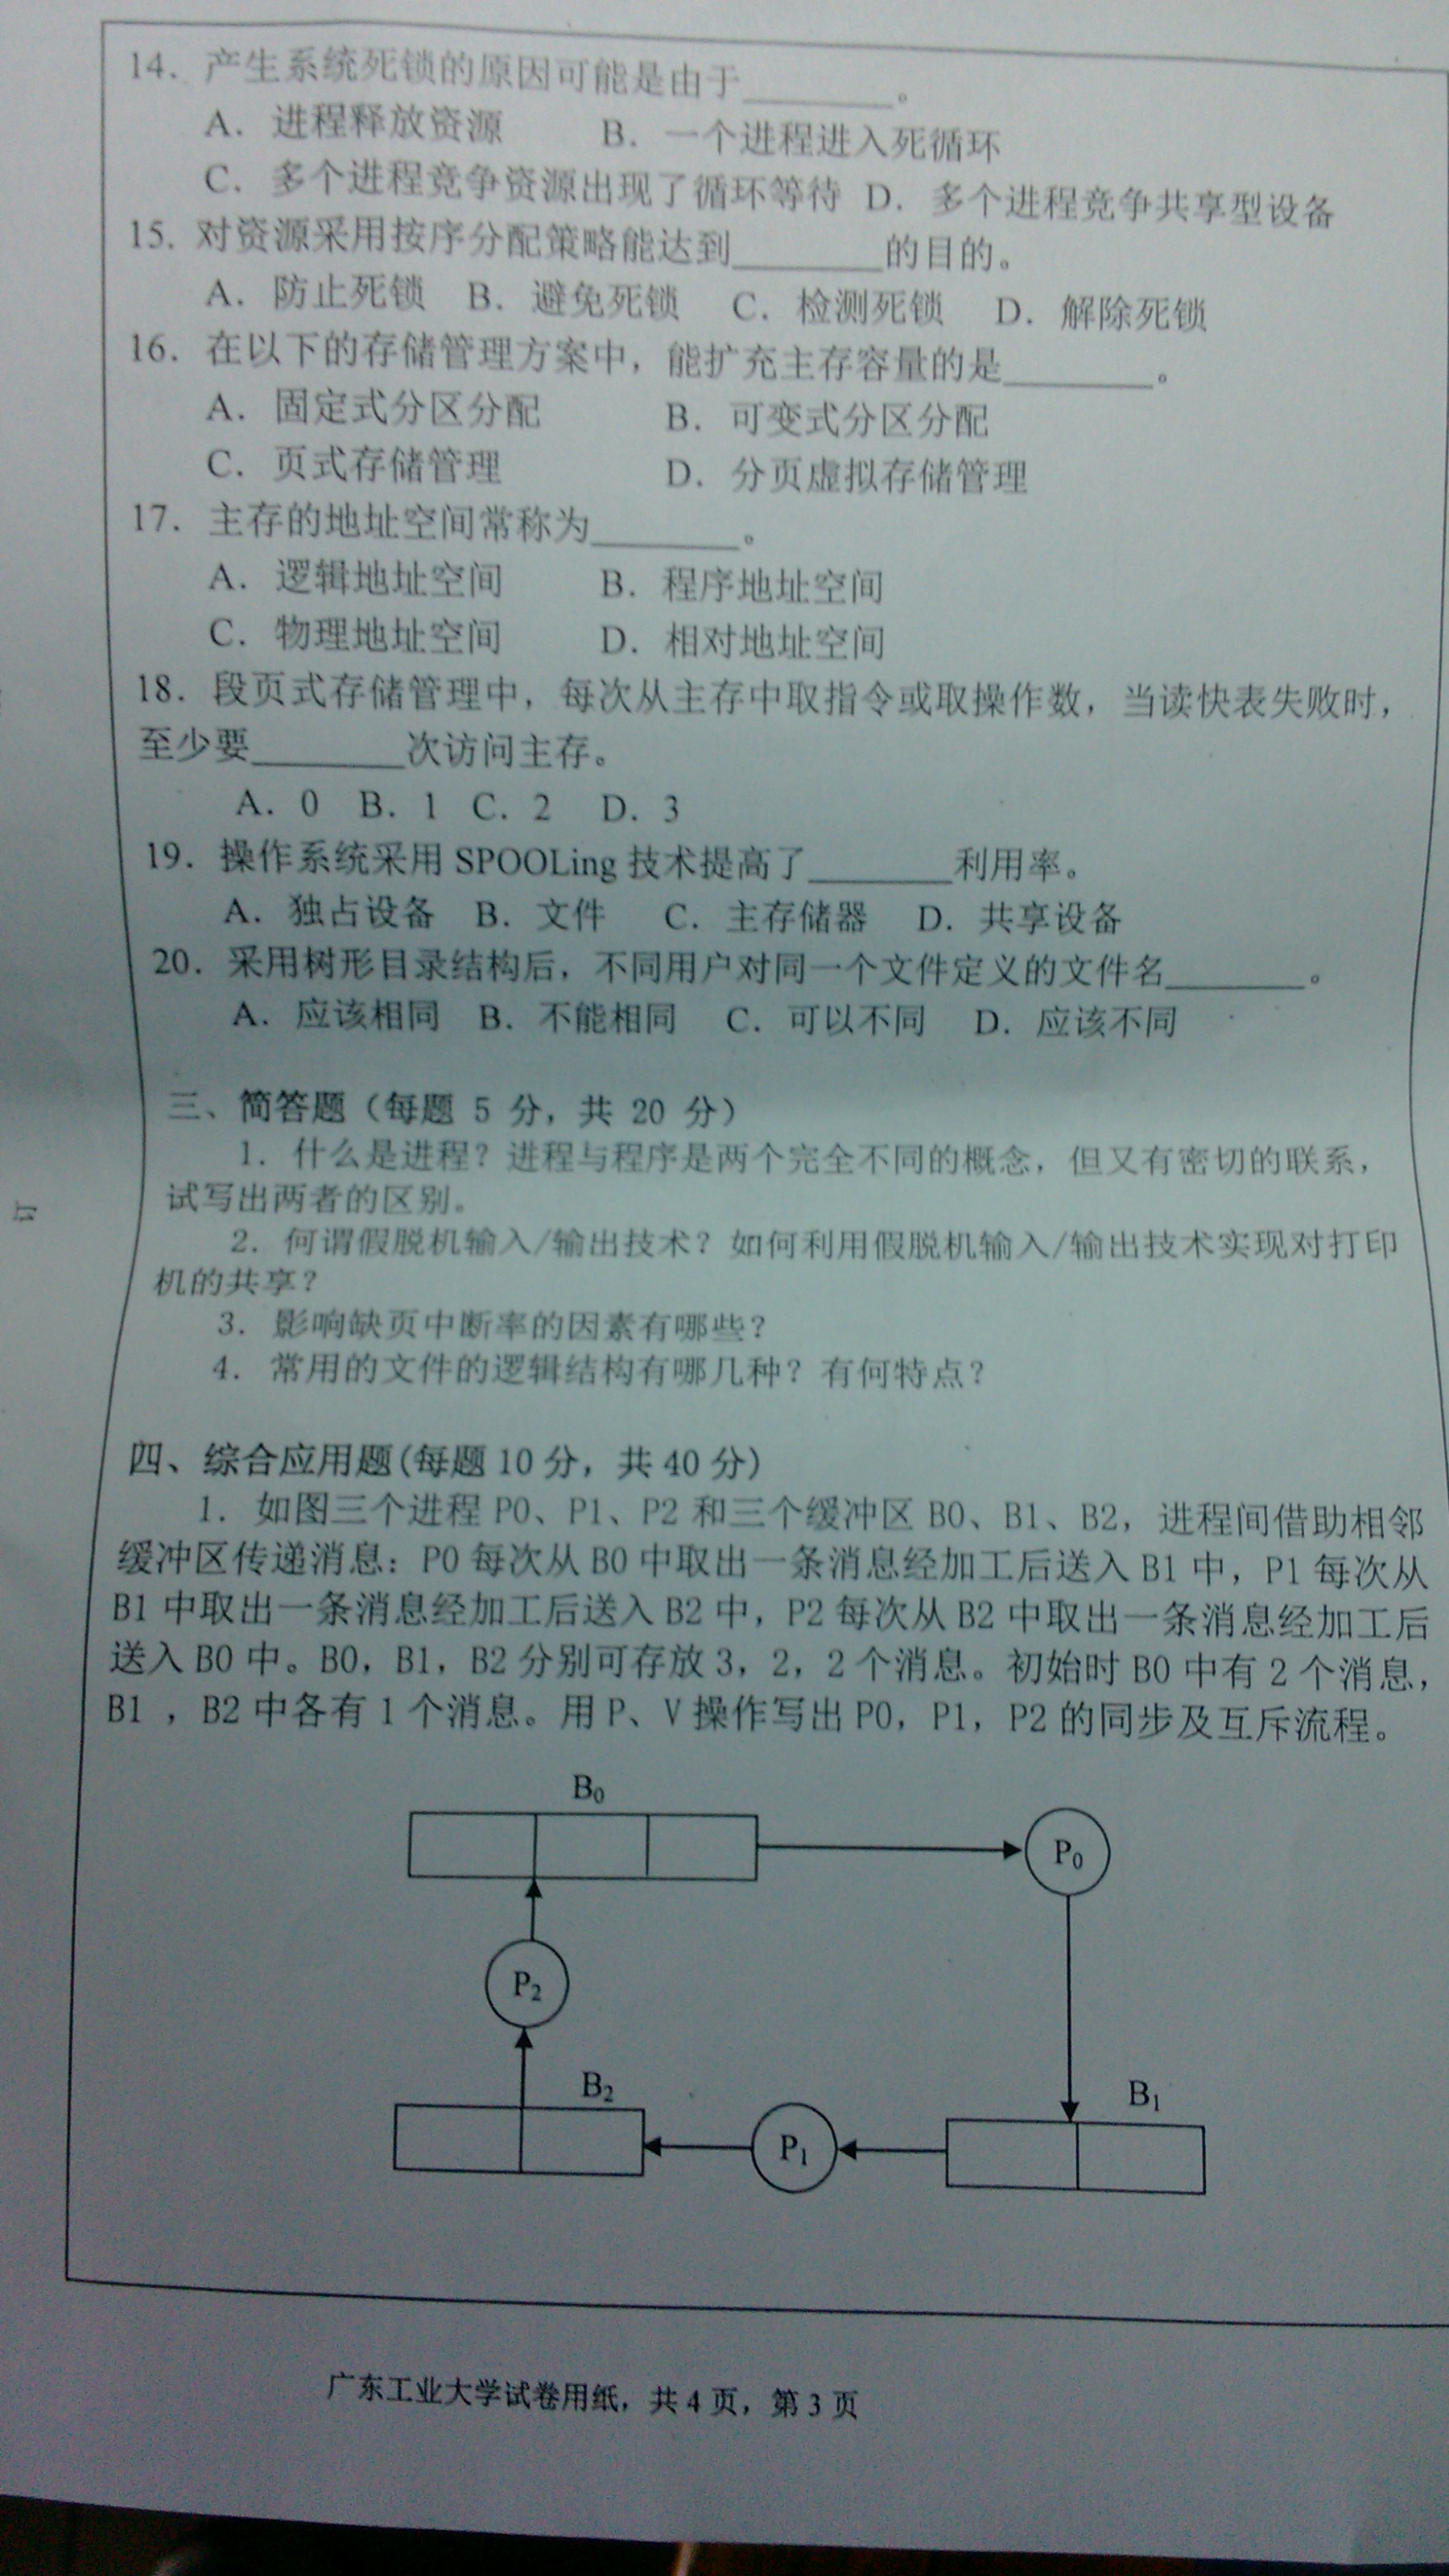 14. 产生系统死锁的原因可能是由于________。
A. 进程释放资源 B. 一个进程进入死循环
C. 多个进程竞争资源出现了循环等待 D. 多个进程竞争共享型设备
15. 对资源采用按序分配策略能达到________的目的。
A. 防止死锁 B. 避免死锁 C. 检测死锁 D. 解除死锁
16. 在以下的存储管理方案中，能扩充主存容量的是________。
A. 固定式分区分配 B. 可变式分区分配
C. 页式存储管理 D. 分页虚拟存储管理
17. 主存的地址空间常称为________。
A. 逻辑地址空间 B. 程序地址空间
C. 物理地址空间 D. 相对地址空间
18. 段页式存储管理中，每次从主存中取指令或取操作数，当读快表失败时，
至少要________次访问主存。
A. 0 B. 1 C. 2 D. 3
19. 操作系统采用 SPOOLing 技术提高了________利用率。
A. 独占设备 B. 文件 C. 主存储器 D. 共享设备
20. 采用树形目录结构后，不同用户对同一个文件定义的文件名________。
A. 应该相同 B. 不能相同 C. 可以不同 D. 应该不同
三、简答题（每题 5 分，共 20 分）
1. 什么是进程？进程与程序是两个完全不同的概念，但又有密切的联系，
试写出两者的区别。
2. 何谓假脱机输入/输出技术？如何利用假脱机输入/输出技术实现对打印
机的共享？
3. 影响缺页中断率的因素有哪些？
4. 常用的文件的逻辑结构有哪几种？有何特点？
四、综合应用题(每题 10 分，共 40 分)
1. 如图三个进程 P0、P1、P2 和三个缓冲区 B0、B1、B2，进程间借助相邻
缓冲区传递消息：P0 每次从 B0 中取出一条消息经加工后送入 B1 中，P1 每次从
B1 中取出一条消息经加工后送入 B2 中，P2 每次从 B2 中取出一条消息经加工后
送入 B0 中。B0，B1，B2 分别可存放 3，2，2 个消息。初始时 B0 中有 2 个消息，
B1 ，B2 中各有 1 个消息。用 P、V 操作写出 P0，P1，P2 的同步及互斥流程。
B₀
P₀
P₂
B₂
B₁
P₁
广东工业大学试卷用纸，共 4 页，第 3 页